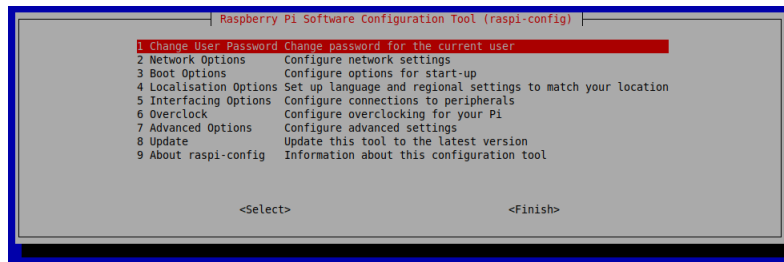 Raspberry Pi Software Configuration Tool (raspi-config)
1 Change User Password Change password for the current user
2 Network Options Configure network settings
3 Boot Options Configure options for start-up
4 Localisation Options Set up language and regional settings to match your location
5 Interfacing Options Configure connections to peripherals
6 Overclock Configure overclocking for your Pi
7 Advanced Options Configure advanced settings
8 Update Update this tool to the latest version
9 About raspi-config Information about this configuration tool
<Select> <Finish>